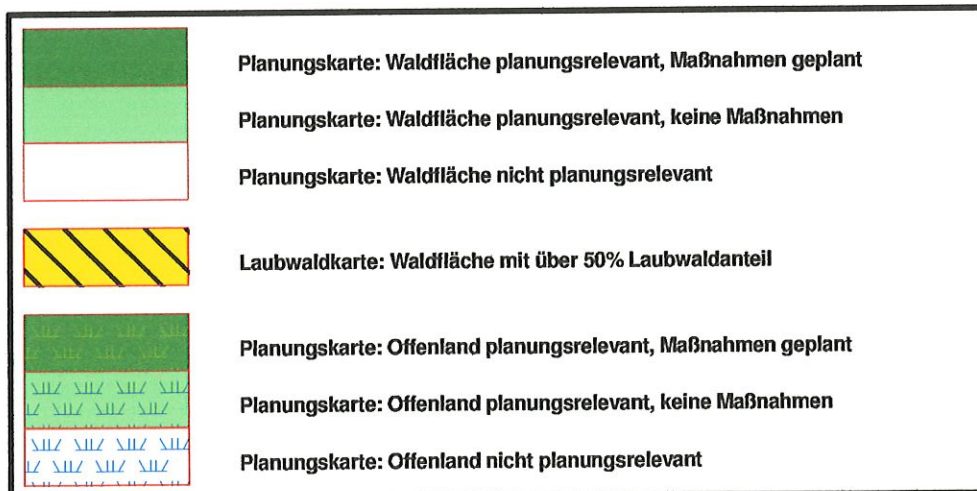 Planungskarte: Waldfläche planungsrelevant, Maßnahmen geplant
Planungskarte: Waldfläche planungsrelevant, keine Maßnahmen
Planungskarte: Waldfläche nicht planungsrelevant
Laubwaldkarte: Waldfläche mit über 50% Laubwaldanteil
Planungskarte: Offenland planungsrelevant, Maßnahmen geplant
Planungskarte: Offenland planungsrelevant, keine Maßnahmen
Planungskarte: Offenland nicht planungsrelevant